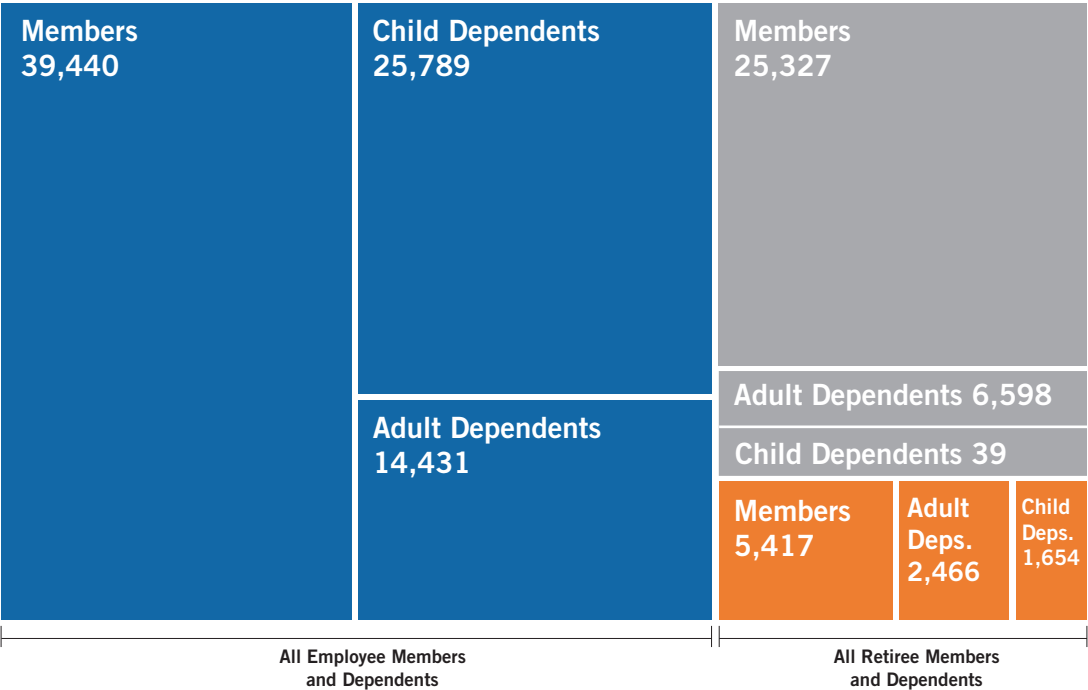 Members
39,440
Child Dependents
25,789
Adult Dependents
14,431
Members
25,327
Adult Dependents 6,598
Child Dependents 39
Members
5,417
Adult
Deps.
2,466
Child
Deps.
1,654
All Employee Members
and Dependents
All Retiree Members
and Dependents